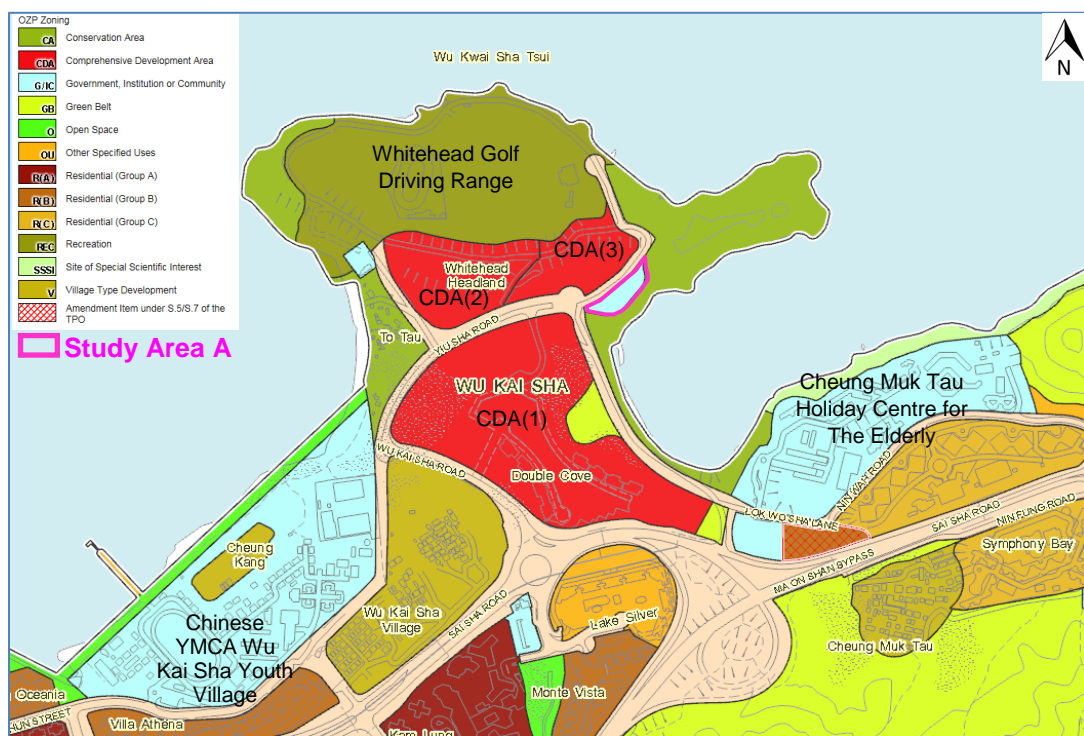 OZP Zoning
CA Conservation Area
CDA Comprehensive Development Area
G/IC Government, Institution or Community
GB Green Belt
O Open Space
OU Other Specified Uses
R(A) Residential (Group A)
R(B) Residential (Group B)
R(C) Residential (Group C)
REC Recreation
SSSI Site of Special Scientific Interest
V Village Type Development
Amendment Item under S.5/S.7 of the
TPO
Study Area A
N
Wu Kwai Sha Tsui
Whitehead Golf
Driving Range
CDA(3)
Whitehead
Headland
CDA(2)
To Tau
YIU SHA ROAD
WU KAI SHA
CDA(1)
Double Cove
WU KAI SHA ROAD
Cheung Muk Tau
Holiday Centre for
The Elderly
NIN WAH ROAD
LOK WO SHA LANE
SAI SHA ROAD
NIN FUNG ROAD
MA ON SHAN BYPASS
Symphony Bay
Cheung Muk Tau
Cheung
Kang
Chinese
YMCA Wu
Kai Sha Youth
Village
Wu Kai Sha
Village
SAI SHA ROAD
Lake Silver
Monte Vista
Oceania
HUN STREET
Villa Athena
Kam Lung